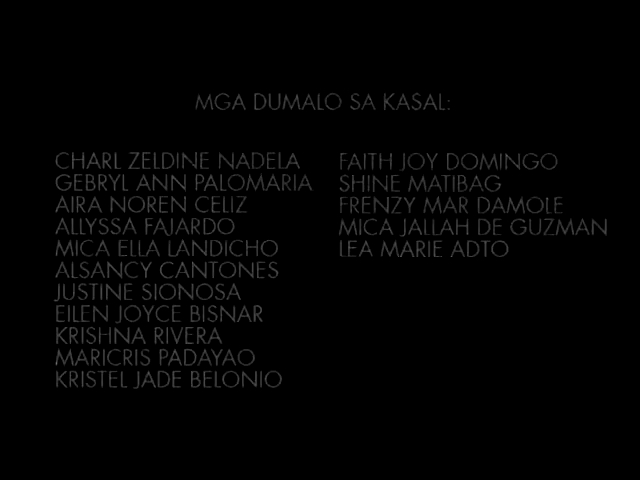 MGA DUMALO SA KASAL:
CHARL ZELDINE NADELA
GEBRYL ANN PALOMARIA
AIRA NOREN CELIZ
ALLYSSA FAJARDO
MICA ELLA LANDICHO
ALSANCY CANTONES
JUSTINE SIONOSA
EILEN JOYCE BISNAR
KRISHNA RIVERA
MARICRIS PADAYAO
KRISTEL JADE BELONIO
FAITH JOY DOMINGO
SHINE MATIBAG
FRENZY MAR DAMOLE
MICA JALLAH DE GUZMAN
LEA MARIE ADTO